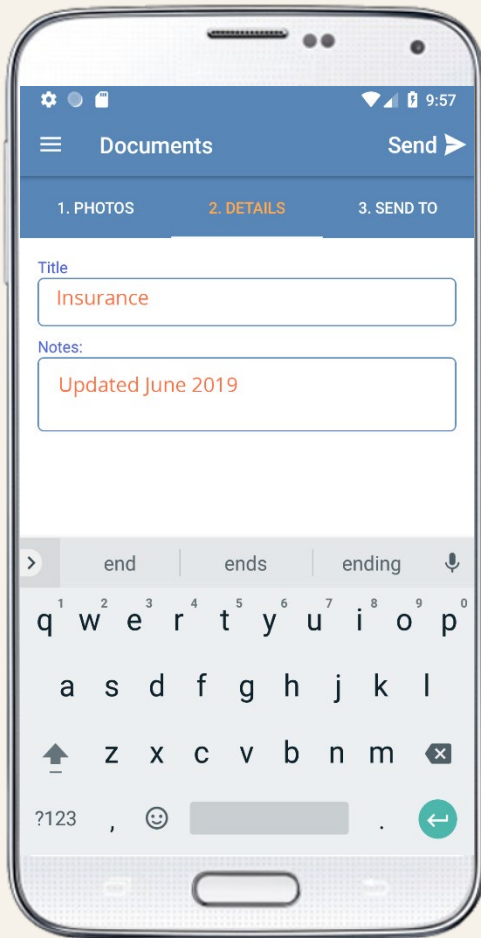 9:57
Documents Send
1. PHOTOS 2. DETAILS 3. SEND TO
Title
Insurance
Notes:
Updated June 2019
end ends ending
1 2 3 4 5 6 7 8 9 0
q w e r t y u i o p
a s d f g h j k l
z x c v b n m
?123 , .